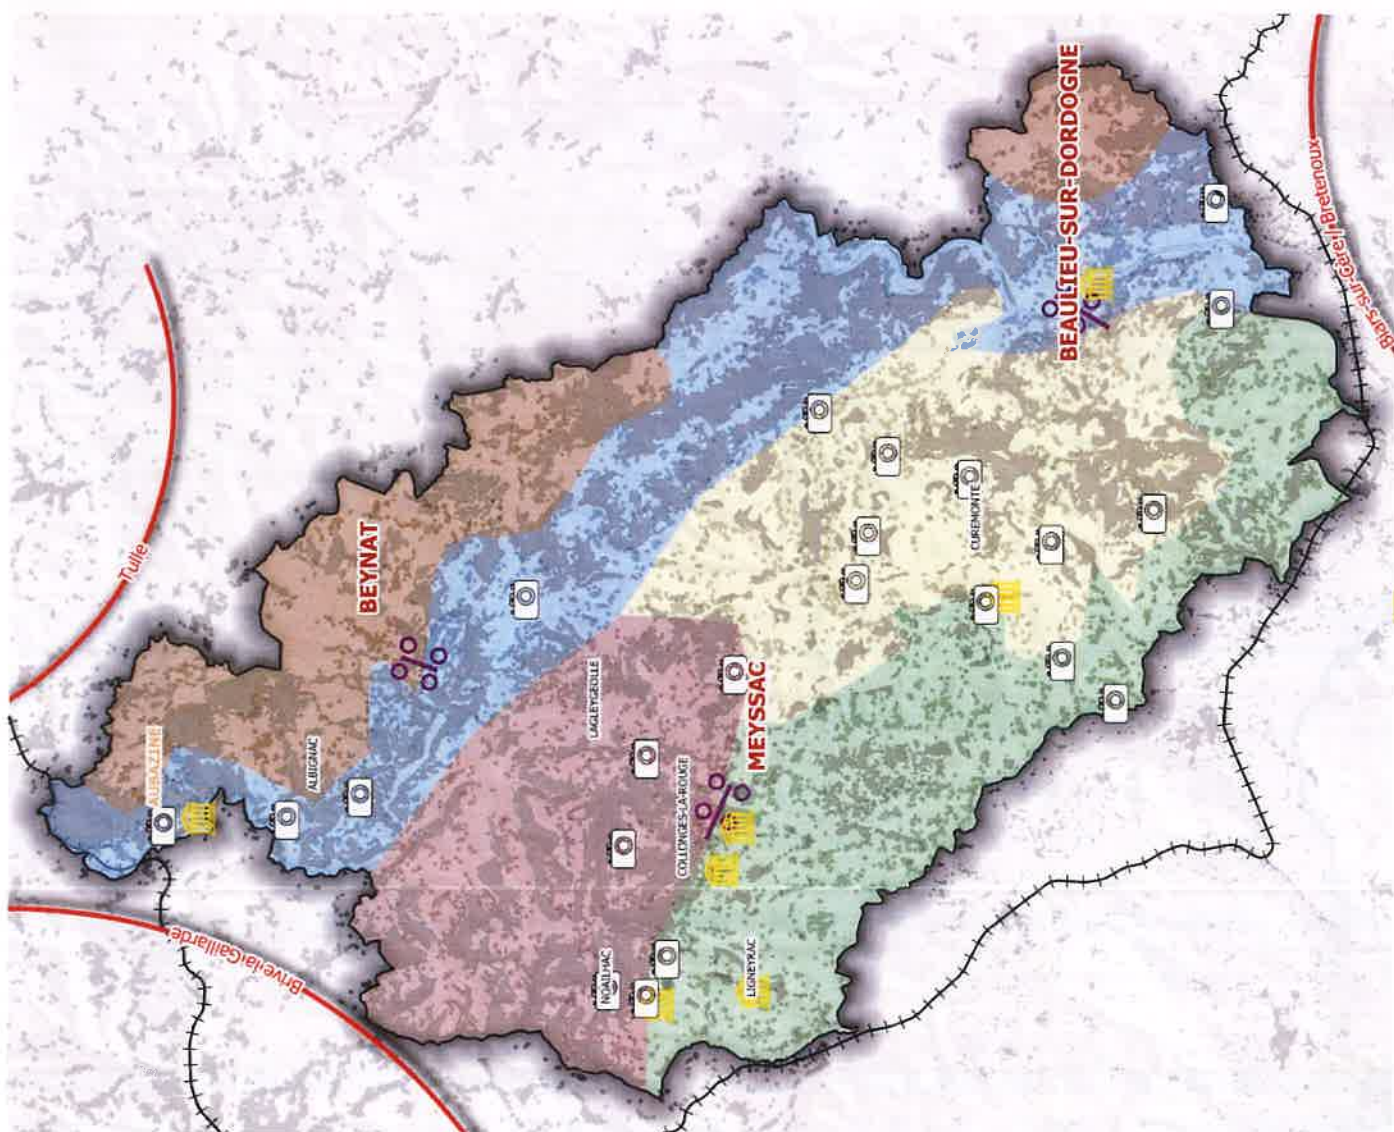 Tulle
BEYNAT
BEAULIEU-SUR-DORDOGNE
Biars-sur-Cère | Bretenoux
AUBAZINE
ALBIGNAC
LAGLEYGEOLLE
CUREMONTE
MEYSSAC
COLLONGES-LA-ROUGE
Brive-la-Gaillarde
NOAILHAC
LIGNEYRAC